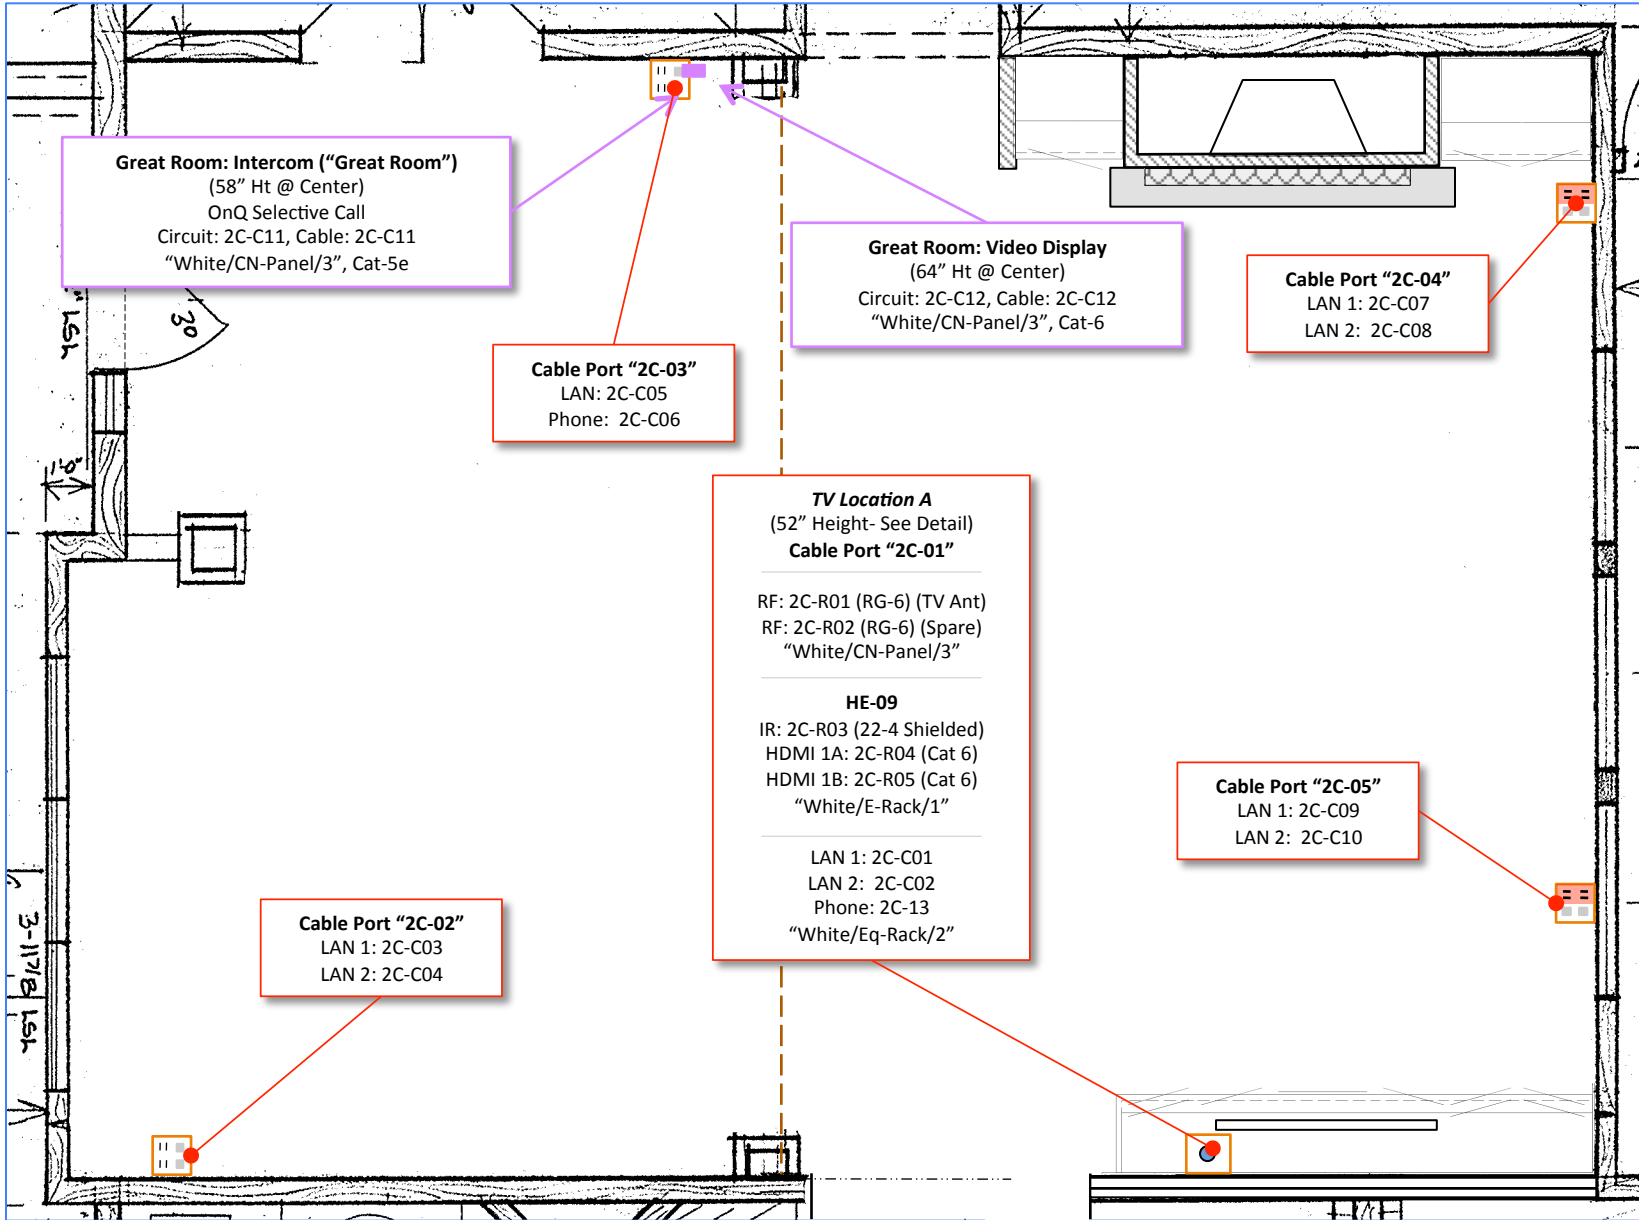 Great Room: Intercom (“Great Room”)
(58” Ht @ Center)
OnQ Selective Call
Circuit: 2C-C11, Cable: 2C-C11
“White/CN-Panel/3”, Cat-5e
Great Room: Video Display
(64” Ht @ Center)
Circuit: 2C-C12, Cable: 2C-C12
“White/CN-Panel/3”, Cat-6
Cable Port “2C-04”
LAN 1: 2C-C07
LAN 2: 2C-C08
Cable Port “2C-03”
LAN: 2C-C05
Phone: 2C-C06
30
4SL
1'-0"
TV Location A
(52” Height- See Detail)
Cable Port “2C-01”
RF: 2C-R01 (RG-6) (TV Ant)
RF: 2C-R02 (RG-6) (Spare)
“White/CN-Panel/3”
HE-09
IR: 2C-R03 (22-4 Shielded)
HDMI 1A: 2C-R04 (Cat 6)
HDMI 1B: 2C-R05 (Cat 6)
“White/E-Rack/1”
LAN 1: 2C-C01
LAN 2: 2C-C02
Phone: 2C-13
“White/Eq-Rack/2”
Cable Port “2C-05”
LAN 1: 2C-C09
LAN 2: 2C-C10
Cable Port “2C-02”
LAN 1: 2C-C03
LAN 2: 2C-C04